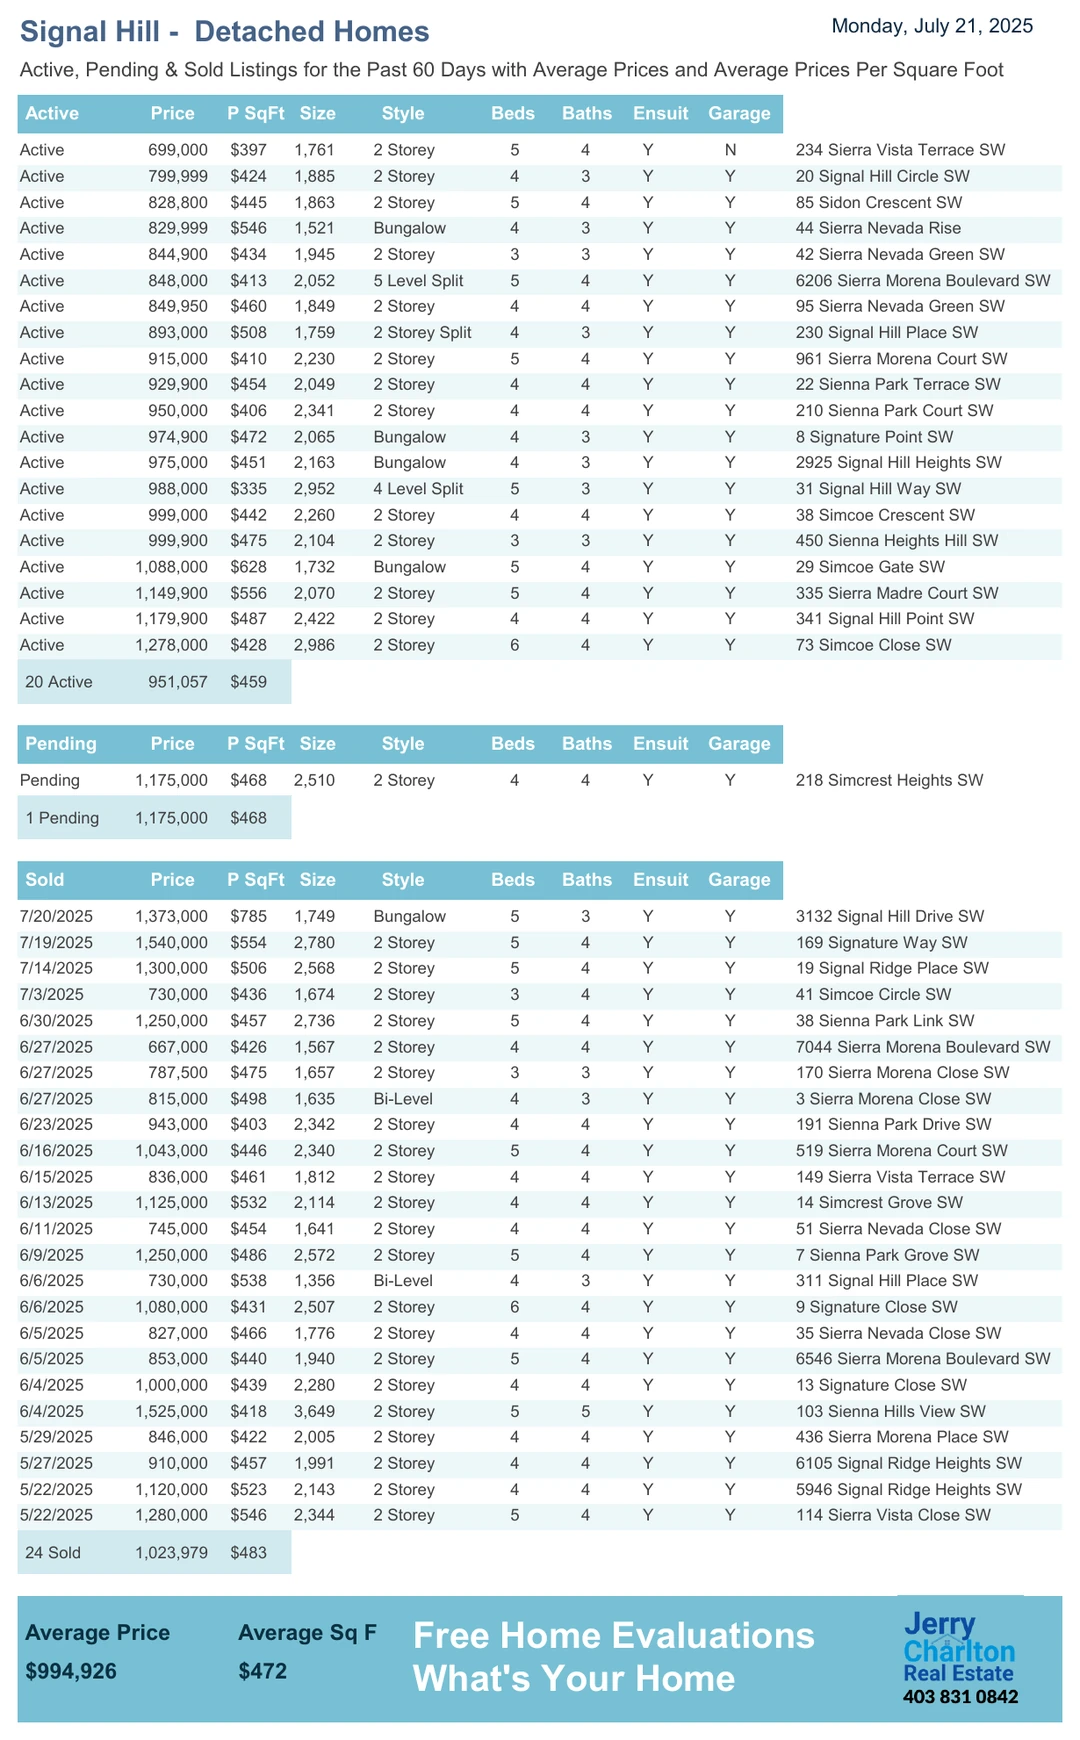 Signal Hill - Detached Homes
Monday, July 21, 2025
Active, Pending & Sold Listings for the Past 60 Days with Average Prices and Average Prices Per Square Foot
Active Price P SqFt Size Style Beds Baths Ensuit Garage
Active 699,000 $397 1,761 2 Storey 5 4 Y N 234 Sierra Vista Terrace SW
Active 799,999 $424 1,885 2 Storey 4 3 Y Y 20 Signal Hill Circle SW
Active 828,800 $445 1,863 2 Storey 5 4 Y Y 85 Sidon Crescent SW
Active 829,999 $546 1,521 Bungalow 4 3 Y Y 44 Sierra Nevada Rise
Active 844,900 $434 1,945 2 Storey 3 3 Y Y 42 Sierra Nevada Green SW
Active 848,000 $413 2,052 5 Level Split 5 4 Y Y 6206 Sierra Morena Boulevard SW
Active 849,950 $460 1,849 2 Storey 4 4 Y Y 95 Sierra Nevada Green SW
Active 893,000 $508 1,759 2 Storey Split 4 3 Y Y 230 Signal Hill Place SW
Active 915,000 $410 2,230 2 Storey 5 4 Y Y 961 Sierra Morena Court SW
Active 929,900 $454 2,049 2 Storey 4 4 Y Y 22 Sienna Park Terrace SW
Active 950,000 $406 2,341 2 Storey 4 4 Y Y 210 Sienna Park Court SW
Active 974,900 $472 2,065 Bungalow 4 3 Y Y 8 Signature Point SW
Active 975,000 $451 2,163 Bungalow 4 3 Y Y 2925 Signal Hill Heights SW
Active 988,000 $335 2,952 4 Level Split 5 3 Y Y 31 Signal Hill Way SW
Active 999,000 $442 2,260 2 Storey 4 4 Y Y 38 Simcoe Crescent SW
Active 999,900 $475 2,104 2 Storey 3 3 Y Y 450 Sienna Heights Hill SW
Active 1,088,000 $628 1,732 Bungalow 5 4 Y Y 29 Simcoe Gate SW
Active 1,149,900 $556 2,070 2 Storey 5 4 Y Y 335 Sierra Madre Court SW
Active 1,179,900 $487 2,422 2 Storey 4 4 Y Y 341 Signal Hill Point SW
Active 1,278,000 $428 2,986 2 Storey 6 4 Y Y 73 Simcoe Close SW
20 Active 951,057 $459
Pending Price P SqFt Size Style Beds Baths Ensuit Garage
Pending 1,175,000 $468 2,510 2 Storey 4 4 Y Y 218 Simcrest Heights SW
1 Pending 1,175,000 $468
Sold Price P SqFt Size Style Beds Baths Ensuit Garage
7/20/2025 1,373,000 $785 1,749 Bungalow 5 3 Y Y 3132 Signal Hill Drive SW
7/19/2025 1,540,000 $554 2,780 2 Storey 5 4 Y Y 169 Signature Way SW
7/14/2025 1,300,000 $506 2,568 2 Storey 5 4 Y Y 19 Signal Ridge Place SW
7/3/2025 730,000 $436 1,674 2 Storey 3 4 Y Y 41 Simcoe Circle SW
6/30/2025 1,250,000 $457 2,736 2 Storey 5 4 Y Y 38 Sienna Park Link SW
6/27/2025 667,000 $426 1,567 2 Storey 4 4 Y Y 7044 Sierra Morena Boulevard SW
6/27/2025 787,500 $475 1,657 2 Storey 3 3 Y Y 170 Sierra Morena Close SW
6/27/2025 815,000 $498 1,635 Bi-Level 4 3 Y Y 3 Sierra Morena Close SW
6/23/2025 943,000 $403 2,342 2 Storey 4 4 Y Y 191 Sienna Park Drive SW
6/16/2025 1,043,000 $446 2,340 2 Storey 5 4 Y Y 519 Sierra Morena Court SW
6/15/2025 836,000 $461 1,812 2 Storey 4 4 Y Y 149 Sierra Vista Terrace SW
6/13/2025 1,125,000 $532 2,114 2 Storey 4 4 Y Y 14 Simcrest Grove SW
6/11/2025 745,000 $454 1,641 2 Storey 4 4 Y Y 51 Sierra Nevada Close SW
6/9/2025 1,250,000 $486 2,572 2 Storey 5 4 Y Y 7 Sienna Park Grove SW
6/6/2025 730,000 $538 1,356 Bi-Level 4 3 Y Y 311 Signal Hill Place SW
6/6/2025 1,080,000 $431 2,507 2 Storey 6 4 Y Y 9 Signature Close SW
6/5/2025 827,000 $466 1,776 2 Storey 4 4 Y Y 35 Sierra Nevada Close SW
6/5/2025 853,000 $440 1,940 2 Storey 5 4 Y Y 6546 Sierra Morena Boulevard SW
6/4/2025 1,000,000 $439 2,280 2 Storey 4 4 Y Y 13 Signature Close SW
6/4/2025 1,525,000 $418 3,649 2 Storey 5 5 Y Y 103 Sienna Hills View SW
5/29/2025 846,000 $422 2,005 2 Storey 4 4 Y Y 436 Sierra Morena Place SW
5/27/2025 910,000 $457 1,991 2 Storey 4 4 Y Y 6105 Signal Ridge Heights SW
5/22/2025 1,120,000 $523 2,143 2 Storey 4 4 Y Y 5946 Signal Ridge Heights SW
5/22/2025 1,280,000 $546 2,344 2 Storey 5 4 Y Y 114 Sierra Vista Close SW
24 Sold 1,023,979 $483
Average Price Average Sq F
$994,926 $472
Free Home Evaluations
What's Your Home
Jerry
Charlton
Real Estate
403 831 0842